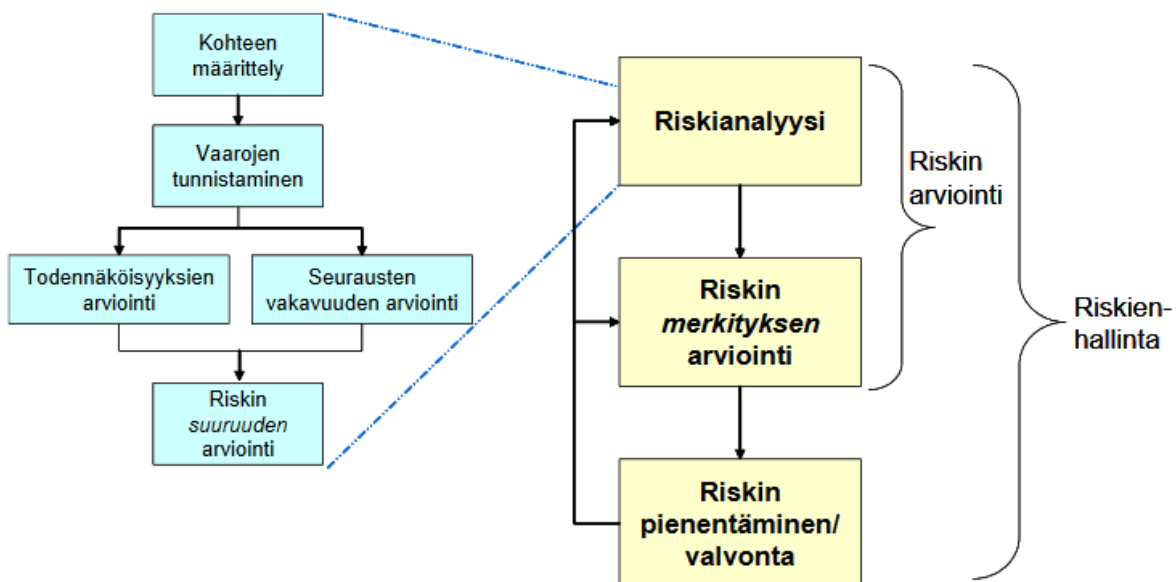 Kohteen
määrittely
Vaarojen
tunnistaminen
Todennäköisyyksien
arviointi
Seurausten
vakavuuden arviointi
Riskin
suuruuden
arviointi
Riskianalyysi
Riskin
merkityksen
arviointi
Riskin
pienentäminen/
valvonta
Riskin
arviointi
Riskien-
hallinta